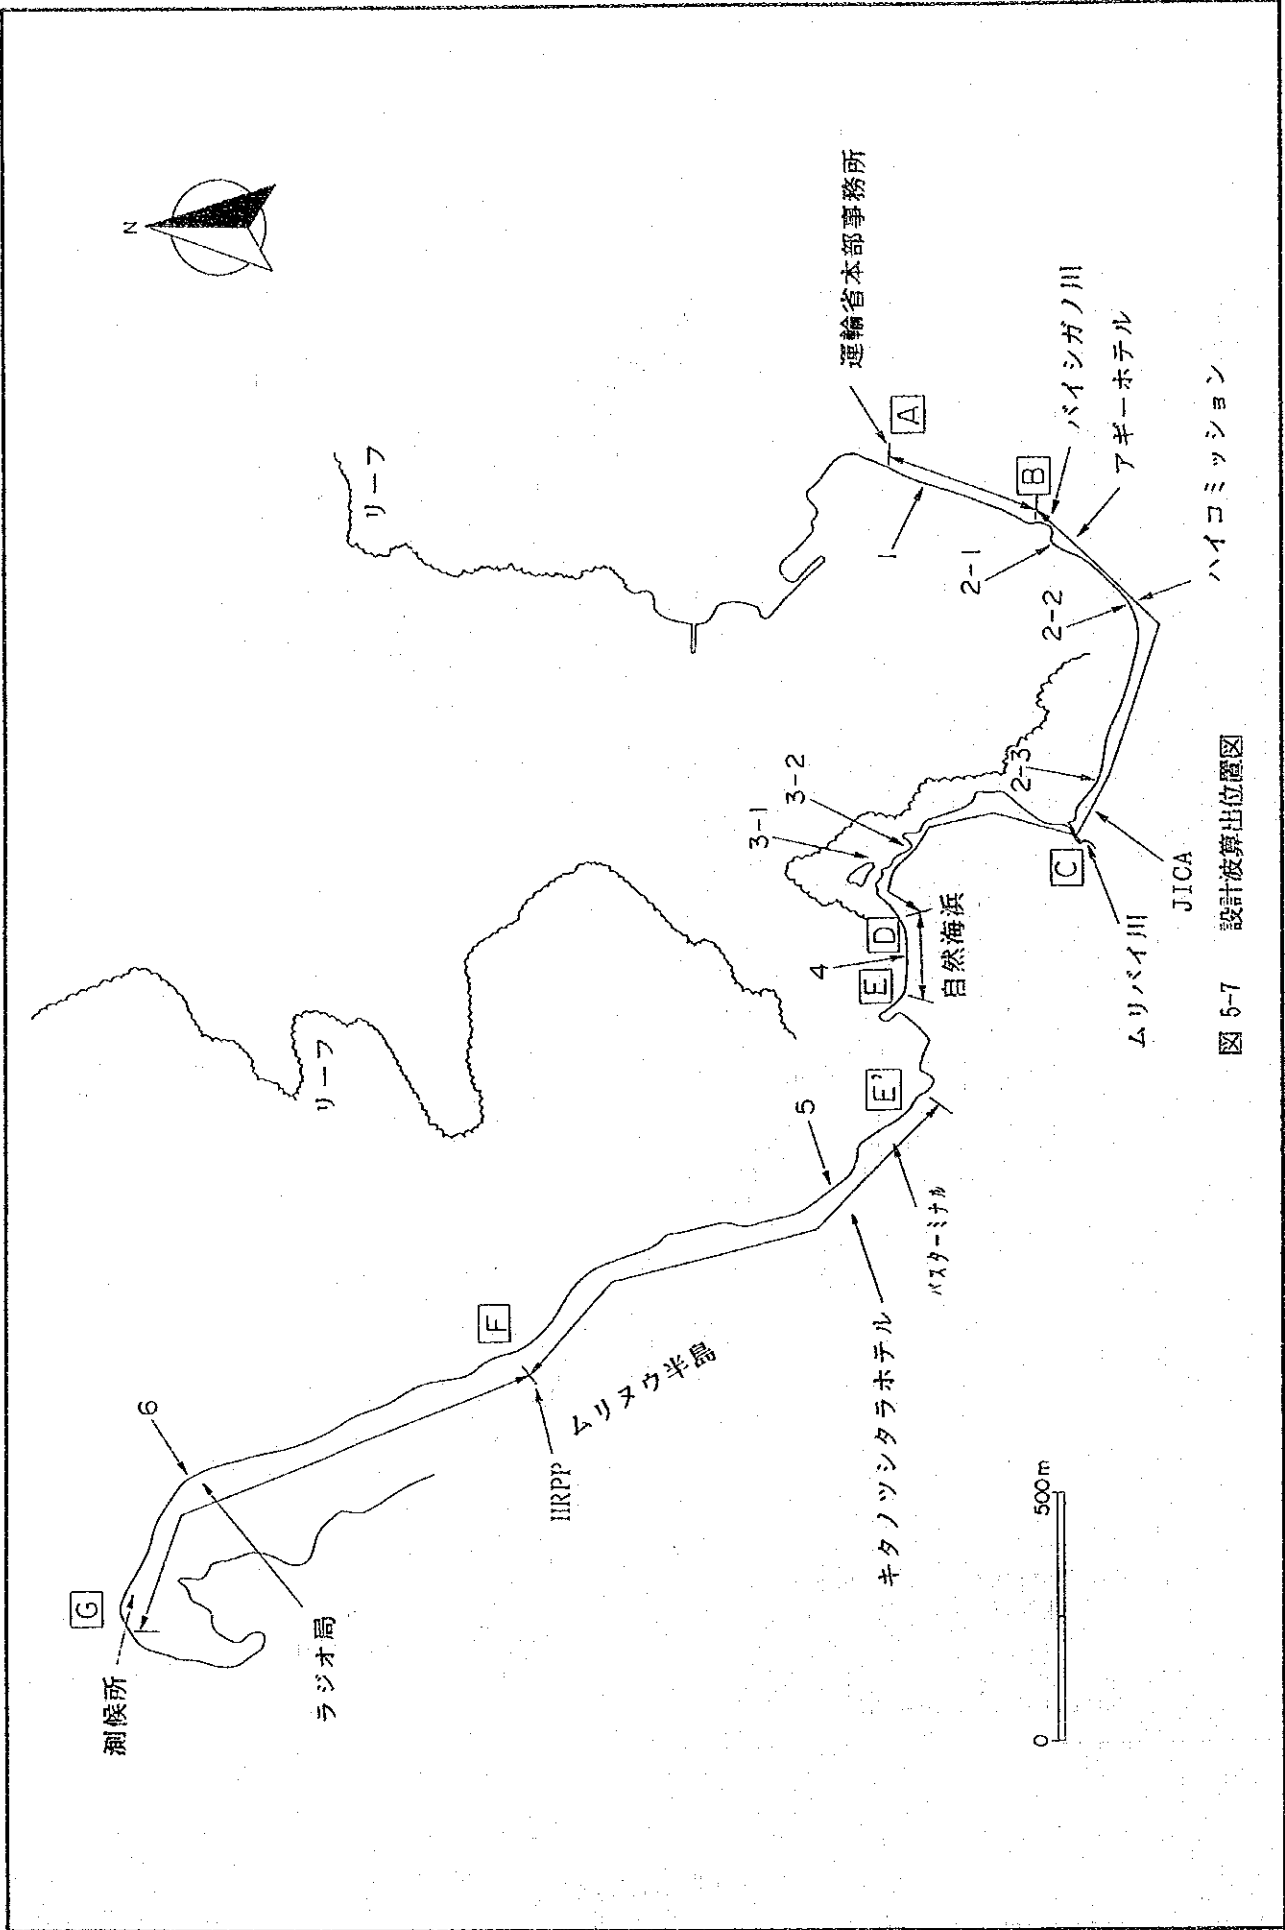 N
運輸省本部事務所
リーフ
A
1
B
バイシガノ川
アギーホテル
2-1
2-2
ハイコミッション
2-3
3-2
3-1
C
JICA
ムリバイ川
D
4
E
自然海浜
E'
5
リーフ
バスターミナル
キタノツシタラホテル
F
ムリヌウ半島
HRPP
6
G
測候所
ラジオ局
0 500m
図 5-7 設計波算出位置図